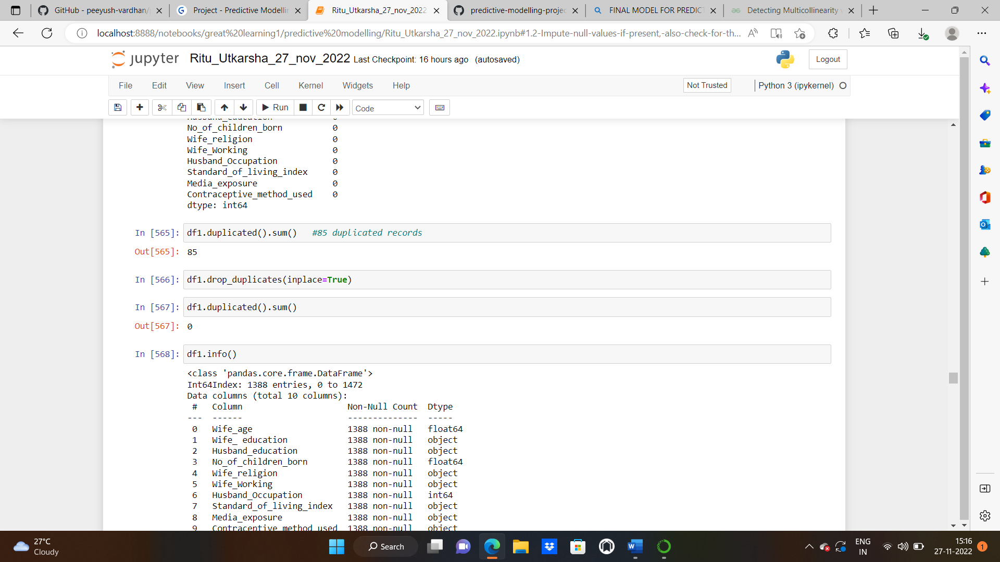 GitHub - peeyush-vardhan/
Project - Predictive Modellin
Ritu_Utkarsha_27_nov_2022
predictive-modelling-projec
FINAL MODEL FOR PREDICT
Detecting Multicollinearity
localhost:8888/notebooks/great%20learning1/predictive%20modelling/Ritu_Utkarsha_27_nov_2022.ipynb#1.2-Impute-null-values-if-present,-also-check-for-th...
jupyter Ritu_Utkarsha_27_nov_2022 Last Checkpoint: 16 hours ago (autosaved)
Logout
File Edit View Insert Cell Kernel Widgets Help
Not Trusted
Python 3 (ipykernel)
Run
Code
Husband_education 0
No_of_children_born 0
Wife_religion 0
Wife_Working 0
Husband_Occupation 0
Standard_of_living_index 0
Media_exposure 0
Contraceptive_method_used 0
dtype: int64
In [565]: df1.duplicated().sum() #85 duplicated records
Out[565]: 85
In [566]: df1.drop_duplicates(inplace=True)
In [567]: df1.duplicated().sum()
Out[567]: 0
In [568]: df1.info()
<class 'pandas.core.frame.DataFrame'>
Int64Index: 1388 entries, 0 to 1472
Data columns (total 10 columns):
# Column Non-Null Count Dtype
--- ------ -------------- -----
0 Wife_age 1388 non-null float64
1 Wife_ education 1388 non-null object
2 Husband_education 1388 non-null object
3 No_of_children_born 1388 non-null float64
4 Wife_religion 1388 non-null object
5 Wife_Working 1388 non-null object
6 Husband_Occupation 1388 non-null int64
7 Standard_of_living_index 1388 non-null object
8 Media_exposure 1388 non-null object
9 Contraceptive_method_used 1388 non-null object
27°C
Cloudy
Search
ENG
IN
15:16
27-11-2022
1